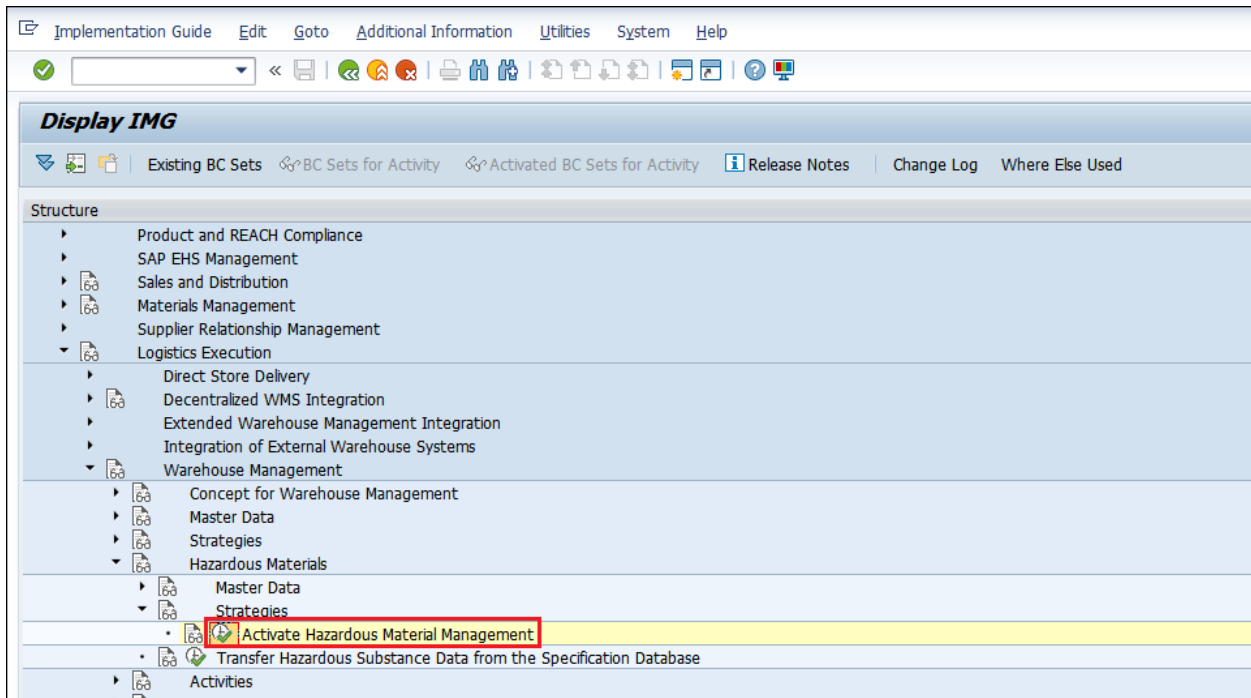 Implementation Guide Edit Goto Additional Information Utilities System Help
Display IMG
Existing BC Sets BC Sets for Activity Activated BC Sets for Activity Release Notes Change Log Where Else Used
Structure
Product and REACH Compliance
SAP EHS Management
Sales and Distribution
Materials Management
Supplier Relationship Management
Logistics Execution
Direct Store Delivery
Decentralized WMS Integration
Extended Warehouse Management Integration
Integration of External Warehouse Systems
Warehouse Management
Concept for Warehouse Management
Master Data
Strategies
Hazardous Materials
Master Data
Strategies
Activate Hazardous Material Management
Transfer Hazardous Substance Data from the Specification Database
Activities